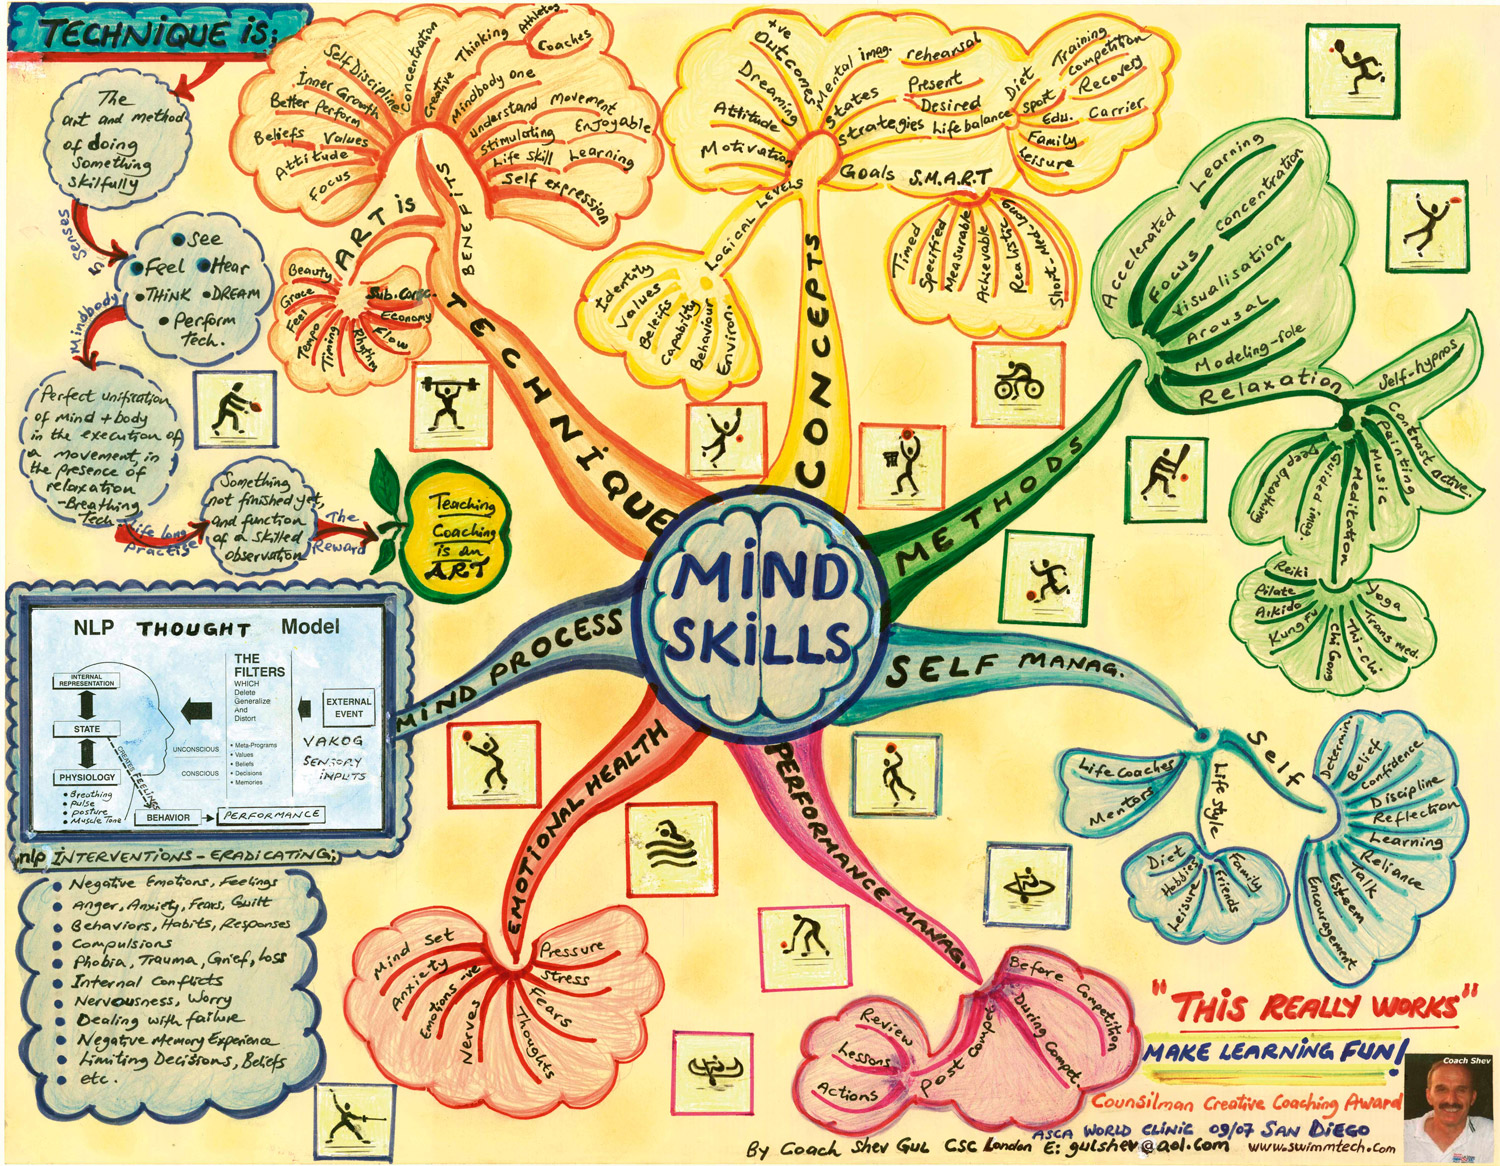 TECHNIQUE IS;
The
art and method
of doing
Something
skilfully
5 Senses
See
Feel Hear
THINK DREAM
Perform
Tech.
Mindbody
Perfect unification
of Mind + body
in the execution of
a movement, in
the presence of
relaxation
-Breathing
Tech
Life long
Practise
Something
not finished yet,
and function
of a skilled
observation
The
Reward
Teaching
Coaching
is an
ART
MIND
SKILLS
TECHNIQUE
BENEFITS
Focus
Attitude
Beliefs
Values
Better Perform
Inner Growth
Self Discipline
Concentration
Creative Thinking
Athletes
Coaches
Mindbody one
understand Movement
Stimulating Enjoyable
Life skill Learning
Self expression
ART is
Beauty
Grace
Feel
Tempo
Timing
Rhythm
Flow
Economy
CONCEPTS
Motivation
Attitude
Dreaming
+ve
Outcomes
Mental imag. rehearsal
States
Present
Desired
Strategies
Life balance
Diet
Sport
Training
competition
Recovery
Edu. Carrier
Family
Leisure
Goals S.M.A.R.T
Timed
Specified
Measurable
Achievable
Realistic
Short-Med-Long
LOGICAL LEVELS
Identity
Values
Beleifs
Capability
Behaviour
Environ.
METHODS
Accelerated Learning
Focus concentration
Visualisation
Arousal
Modeling-role
Relaxation
Self-hypnos
Contrast active.
Painting
Music
Meditation
Guided imag.
Deep breathing
Reiki
Pilate
Aikido
Kungfu
Chi Gong
Thi-chi
Trans med.
Yoga
SELF MANAG.
Life Coaches
Mentors
Life style
Diet
Hobbies
Leisure
Friends
Family
Self
Determin.
Belief
Confidence
Discipline
Reflection
Learning
Reliance
Talk
Esteem
Encouragement
PERFORMANCE MANAG.
Before Competition
During Compet.
Post Compet
Review
Lessons
Actions
EMOTIONAL HEALTH
Mind Set
Anxiety
Emotions -ve
Nerves
Thoughts
Fears
Stress
Pressure
MIND PROCESS
NLP THOUGHT Model
INTERNAL
REPRESENTATION
STATE
PHYSIOLOGY
• Breathing
• Pulse
• Posture
• Muscle Tone
CREATES FEELINGS
BEHAVIOR
PERFORMANCE
THE
FILTERS
WHICH
Delete
Generalize
And
Distort
UNCONSCIOUS
CONSCIOUS
• Meta-Programs
• Values
• Beliefs
• Decisions
• Memories
EXTERNAL
EVENT
VAKOG
SENSORY
INPUTS
nlp INTERVENTIONS - ERADICATING;
• Negative Emotions, Feelings
• Anger, Anxiety, Fears, Guilt
• Behaviors, Habits, Responses
• Compulsions
• Phobia, Trauma, Grief, Loss
• Internal Conflicts
• Nervousness, Worry
• Dealing with failure
• Negative Memory Experience
• Limiting Decisions, Beliefs
• etc.
"THIS REALLY WORKS"
MAKE LEARNING FUN!
Coach Shev
Counsilman Creative Coaching Award
ASCA WORLD CLINIC 09/07 SAN DIEGO
By Coach Shev Gul CSC London E: gulshev@aol.com www.swimmtech.com